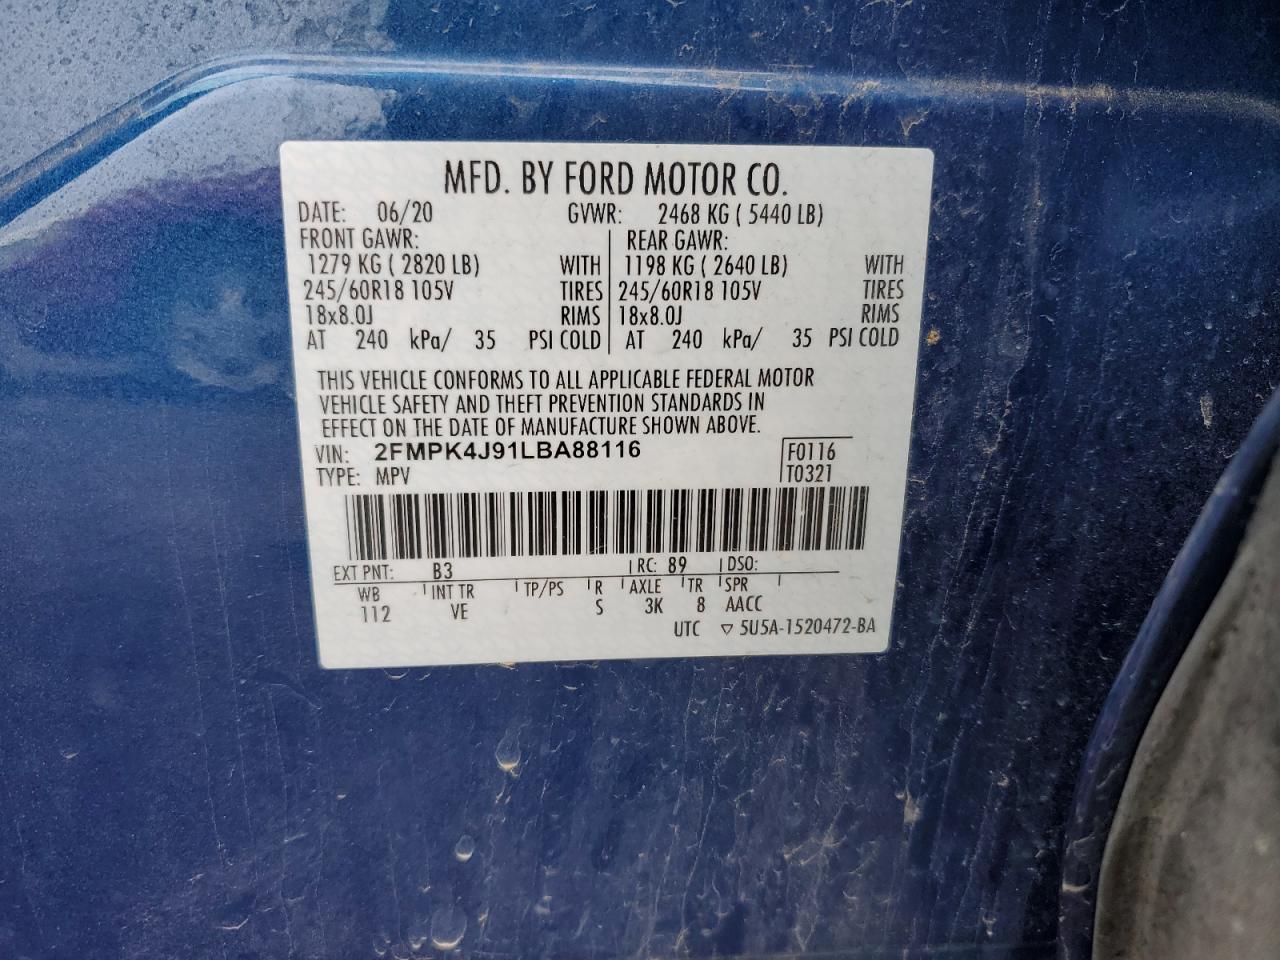 MFD. BY FORD MOTOR CO.
DATE: 06/20 GVWR: 2468 KG ( 5440 LB)
FRONT GAWR: REAR GAWR:
1279 KG ( 2820 LB) WITH 1198 KG ( 2640 LB) WITH
245/60R18 105V TIRES 245/60R18 105V TIRES
18x8.0J RIMS 18x8.0J RIMS
AT 240 kPa/ 35 PSI COLD AT 240 kPa/ 35 PSI COLD
THIS VEHICLE CONFORMS TO ALL APPLICABLE FEDERAL MOTOR
VEHICLE SAFETY AND THEFT PREVENTION STANDARDS IN
EFFECT ON THE DATE OF MANUFACTURE SHOWN ABOVE.
VIN: 2FMPK4J91LBA88116 F0116
TYPE: MPV T0321
EXT PNT: B3 RC: 89 DSO:
WB INT TR TP/PS R AXLE TR SPR
112 VE S 3K 8 AACC
UTC ▽ 5U5A-1520472-BA